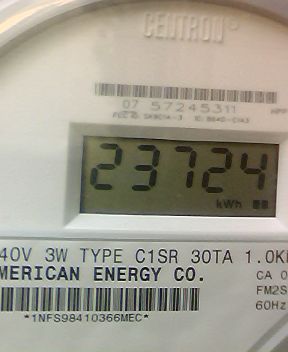 CENTRON®
07 57245311
23724
kWh
40V 3W TYPE C1SR 30TA 1.0K
MERICAN ENERGY CO.
CA 0
FM2S
60Hz
*1NFS98410366MEC*